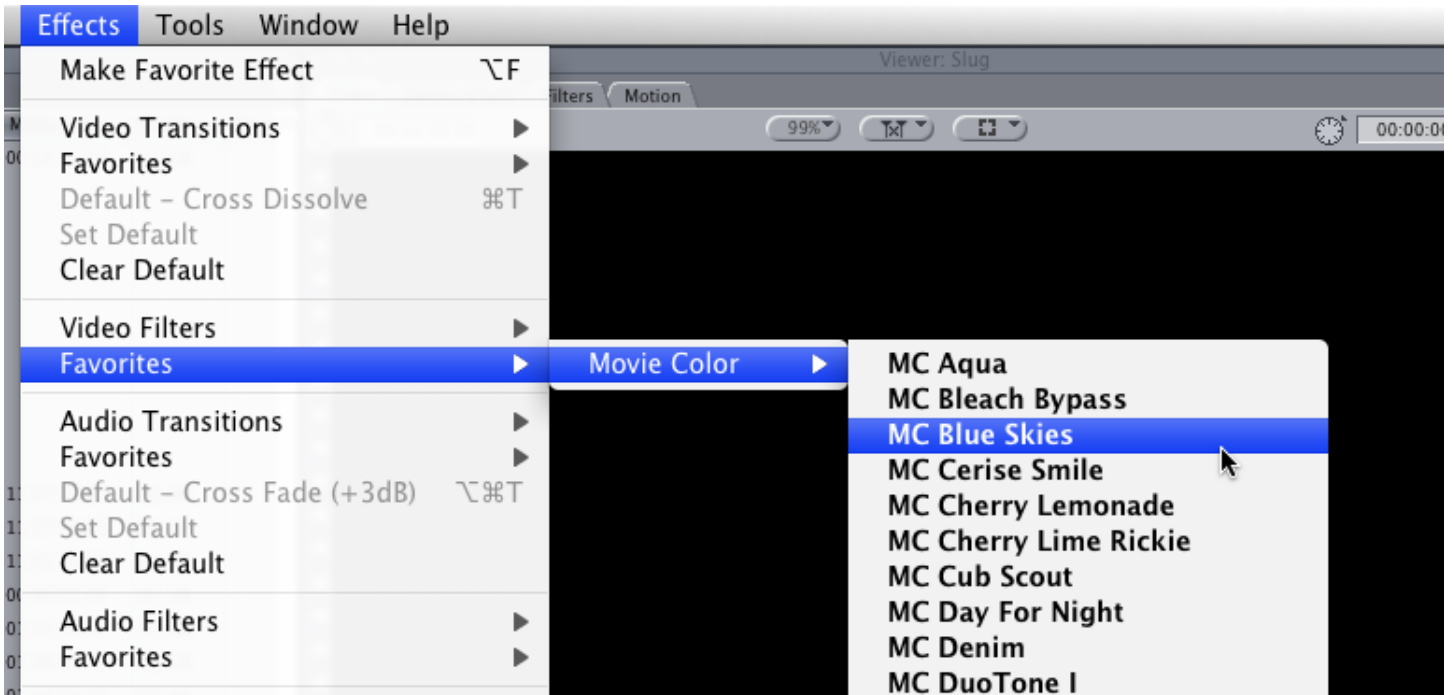 Effects Tools Window Help
Viewer: Slug
Make Favorite Effect ⌥F
Filters Motion
Video Transitions
99%
00:00:00
Favorites
Default – Cross Dissolve ⌘T
Set Default
Clear Default
Video Filters
Favorites
Movie Color
MC Aqua
MC Bleach Bypass
MC Blue Skies
MC Cerise Smile
MC Cherry Lemonade
MC Cherry Lime Rickie
MC Cub Scout
MC Day For Night
MC Denim
MC DuoTone I
Audio Transitions
Favorites
Default – Cross Fade (+3dB) ⌥⌘T
Set Default
Clear Default
Audio Filters
Favorites